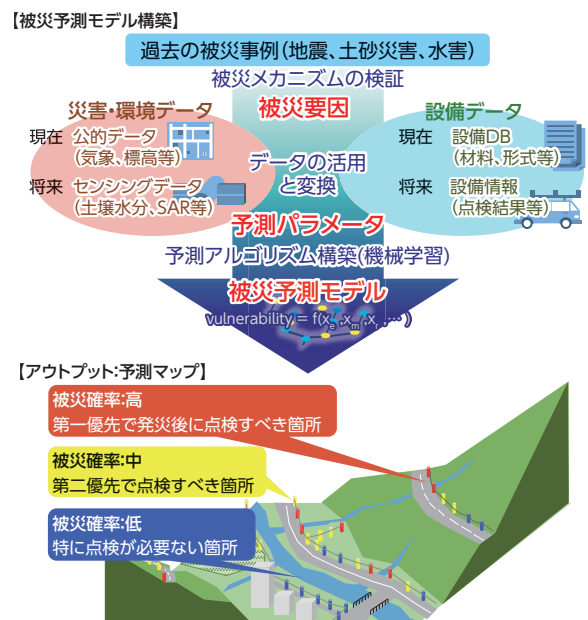 【被災予測モデル構築】
過去の被災事例(地震、土砂災害、水害)
被災メカニズムの検証
災害・環境データ
被災要因
設備データ
現在 公的データ
(気象、標高等)
現在 設備DB
(材料、形式等)
データの活用
と変換
将来 センシングデータ
(土壌水分、SAR等)
将来 設備情報
(点検結果等)
予測パラメータ
予測アルゴリズム構築(機械学習)
被災予測モデル
vulnerability = f(xe,xm,xr,…)
【アウトプット:予測マップ】
被災確率:高
第一優先で発災後に点検すべき箇所
被災確率:中
第二優先で点検すべき箇所
被災確率:低
特に点検が必要ない箇所